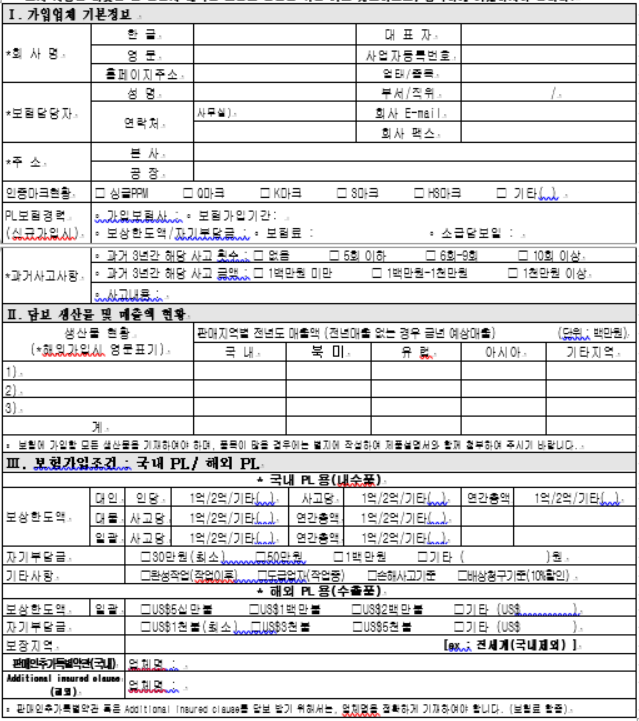 Ⅰ. 가입업체 기본정보
*회 사 명
한 글
대 표 자
영 문
사업자등록번호
홈페이지주소
업태/종목
*보험담당자
성 명
부서/직위 /
연락처
사무실)
회사 E-mail
회사 팩스
*주 소
본 사
공 장
인증마크현황 □ 싱글PPM □ Q마크 □ K마크 □ S마크 □ HS마크 □ 기타( )
PL보험경력
(신규가입시)
◦ 가입보험사 : ◦ 보험가입기간:
◦ 보상한도액/자기부담금 : ◦ 보험료 : ◦ 소급담보일 :
*과거사고사항
◦ 과거 3년간 해당 사고 횟수 : □ 없음 □ 5회 이하 □ 6회-9회 □ 10회 이상
◦ 과거 3년간 해당 사고 금액 : □ 1백만원 미만 □ 1백만원-1천만원 □ 1천만원 이상
◦ 사고내용 :
Ⅱ. 담보 생산물 및 매출액 현황
생산물 현황
(*해외가입시 영문표기)
판매지역별 전년도 매출액 (전년매출 없는 경우 금년 예상매출) (단위 : 백만원)
국 내 북 미 유 럽 아시아 기타지역
1)
2)
3)
계
◦ 보험에 가입할 모든 생산물을 기재하여야 하며, 품목이 많을 경우에는 별지에 작성하여 제품설명서와 함께 첨부하여 주시기 바랍니다.
Ⅲ. 보험가입조건 : 국내 PL/ 해외 PL
* 국내 PL 용(내수품)
보상한도액
대인 인당 1억/2억/기타( ) 사고당 1억/2억/기타( ) 연간총액 1억/2억/기타( )
대물 사고당 1억/2억/기타( ) 연간총액 1억/2억/기타( )
일괄 사고당 1억/2억/기타( ) 연간총액 1억/2억/기타( )
자기부담금 □30만원(최소) □50만원 □1백만원 □기타 ( )원
기타사항 □완성작업(작업이후) □도급업자(작업중) □손해사고기준 □배상청구기준(10%할인)
* 해외 PL 용(수출품)
보상한도액 일괄 □US$5십만불 □US$1백만불 □US$2백만불 □기타 (US$ )
자기부담금 □US$1천불(최소) □US$3천불 □US$5천불 □기타 (US$ )
보장지역 [ex : 전세계(국내제외) ]
판매인추가특별약관(국내) 업체명 :
Additional insured clause
(글로)
업체명 :
◦ 판매인추가특별약관 혹은 Additional insured clause를 담보 받기 위해서는, 업체명을 정확하게 기재하여야 합니다. (보험료 할증)